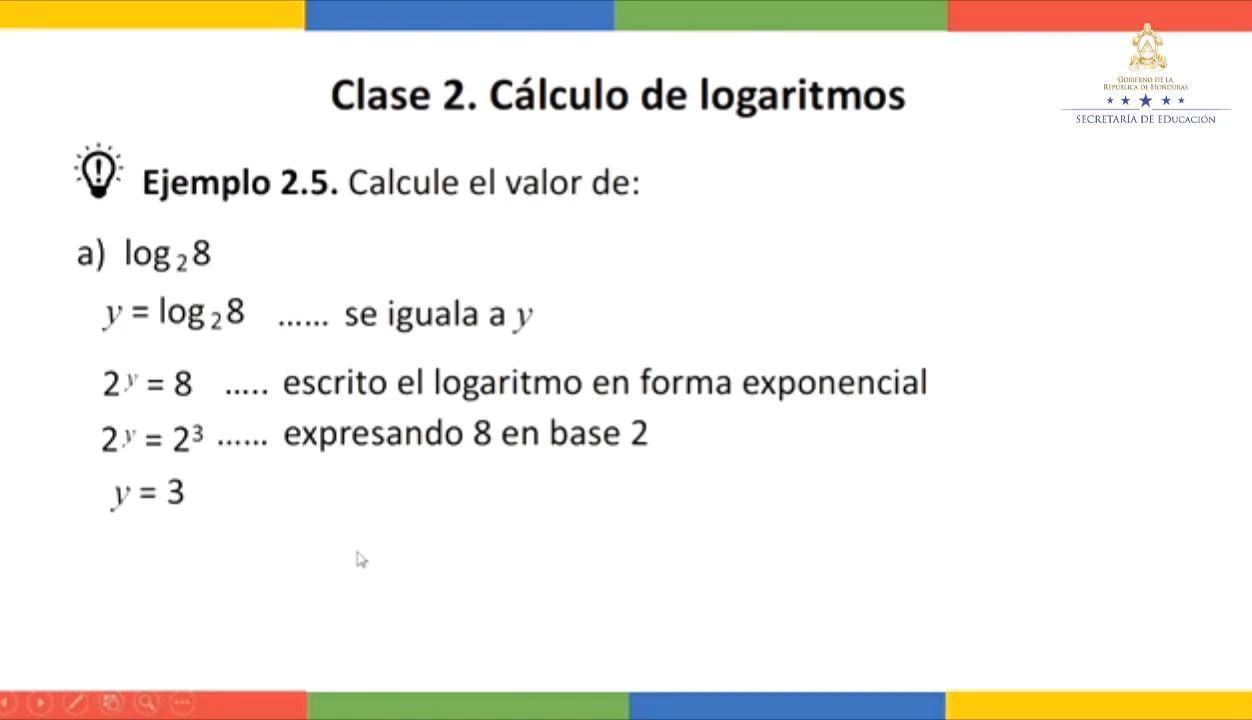 Clase 2. Cálculo de logaritmos
GOBIERNO DE LA
REPÚBLICA DE HONDURAS
SECRETARÍA DE EDUCACIÓN
Ejemplo 2.5. Calcule el valor de:
a) log₂8
y = log₂8 ...... se iguala a y
2ʸ = 8 ..... escrito el logaritmo en forma exponencial
2ʸ = 2³ ...... expresando 8 en base 2
y = 3